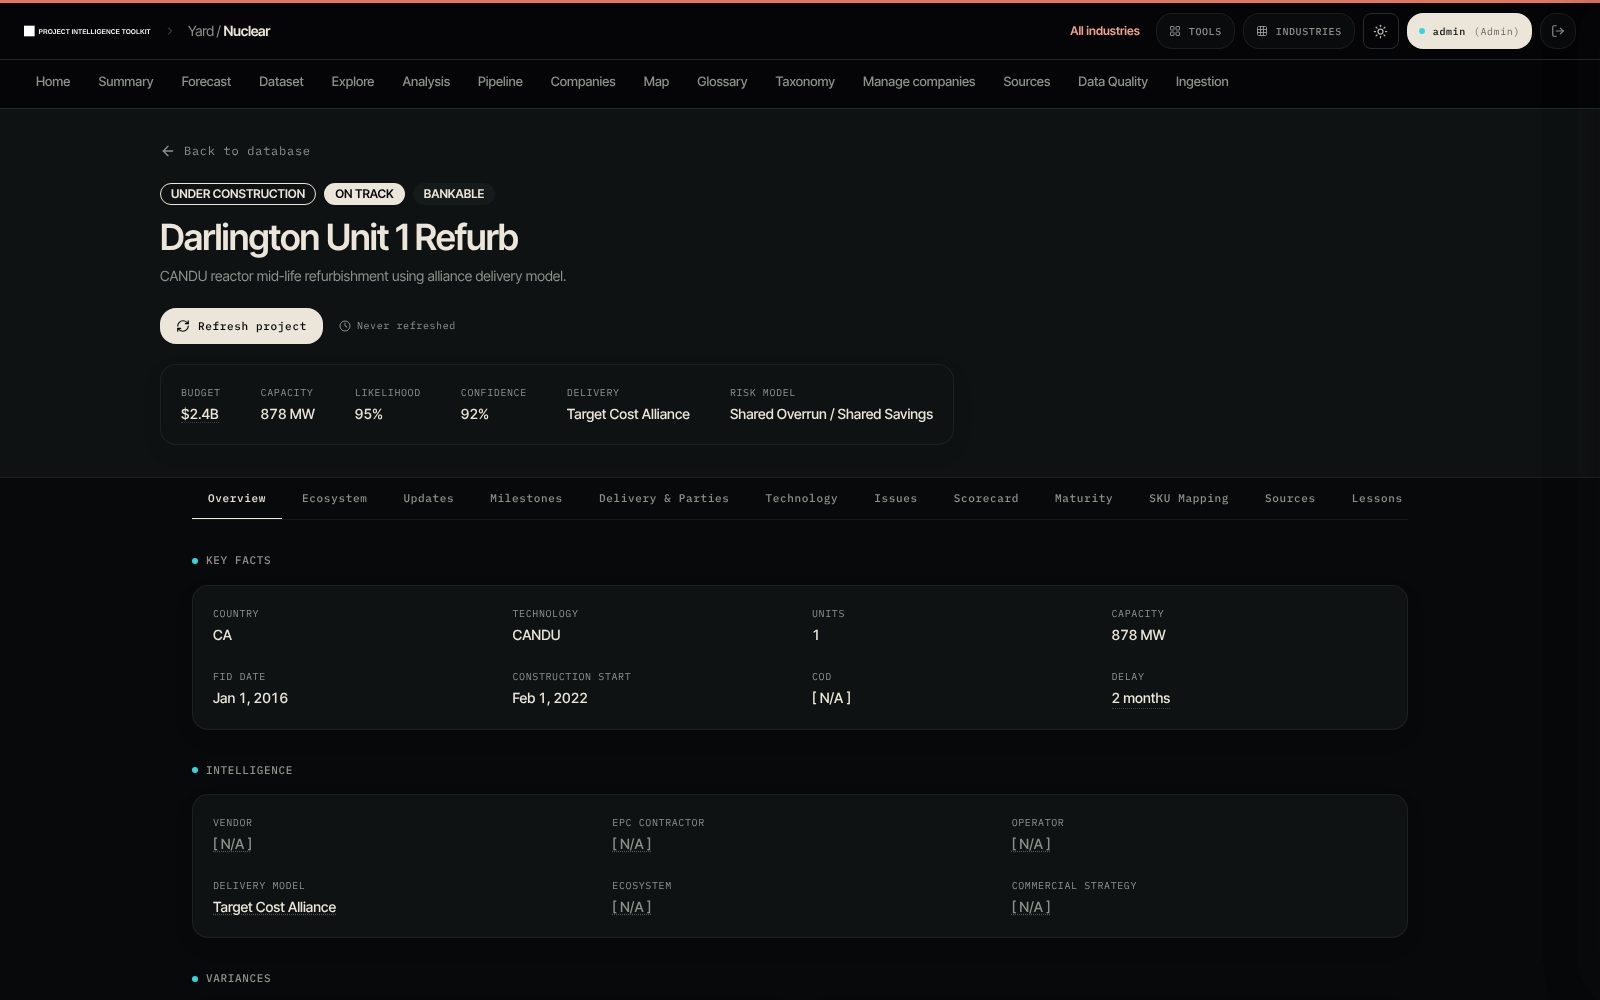 PROJECT INTELLIGENCE TOOLKIT > Yard / Nuclear All industries TOOLS INDUSTRIES admin (Admin)
Home Summary Forecast Dataset Explore Analysis Pipeline Companies Map Glossary Taxonomy Manage companies Sources Data Quality Ingestion
← Back to database
UNDER CONSTRUCTION ON TRACK BANKABLE
Darlington Unit 1 Refurb
CANDU reactor mid-life refurbishment using alliance delivery model.
Refresh project Never refreshed
BUDGET CAPACITY LIKELIHOOD CONFIDENCE DELIVERY RISK MODEL
$2.4B 878 MW 95% 92% Target Cost Alliance Shared Overrun / Shared Savings
Overview Ecosystem Updates Milestones Delivery & Parties Technology Issues Scorecard Maturity SKU Mapping Sources Lessons
KEY FACTS
COUNTRY TECHNOLOGY UNITS CAPACITY
CA CANDU 1 878 MW
FID DATE CONSTRUCTION START COD DELAY
Jan 1, 2016 Feb 1, 2022 [ N/A ] 2 months
INTELLIGENCE
VENDOR EPC CONTRACTOR OPERATOR
[ N/A ] [ N/A ] [ N/A ]
DELIVERY MODEL ECOSYSTEM COMMERCIAL STRATEGY
Target Cost Alliance [ N/A ] [ N/A ]
VARIANCES